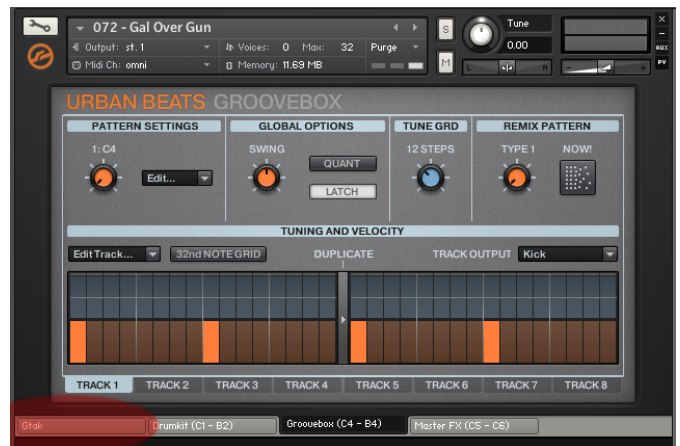 072 - Gal Over Gun
Output: st. 1 Voices: 0 Max: 32 Purge
Midi Ch: omni Memory: 11.69 MB
S
M
Tune
0.00
L R
- +
×
-
AUX
PV
URBAN BEATS GROOVEBOX
PATTERN SETTINGS GLOBAL OPTIONS TUNE GRD REMIX PATTERN
1: C4 SWING 12 STEPS TYPE 1 NOW!
Edit... QUANT
LATCH
TUNING AND VELOCITY
Edit Track... 32nd NOTE GRID DUPLICATE TRACK OUTPUT Kick
TRACK 1 TRACK 2 TRACK 3 TRACK 4 TRACK 5 TRACK 6 TRACK 7 TRACK 8
Gtak Drumkit (C1 - B2) Groovebox (C4 - B4) Master FX (C5 - C6)